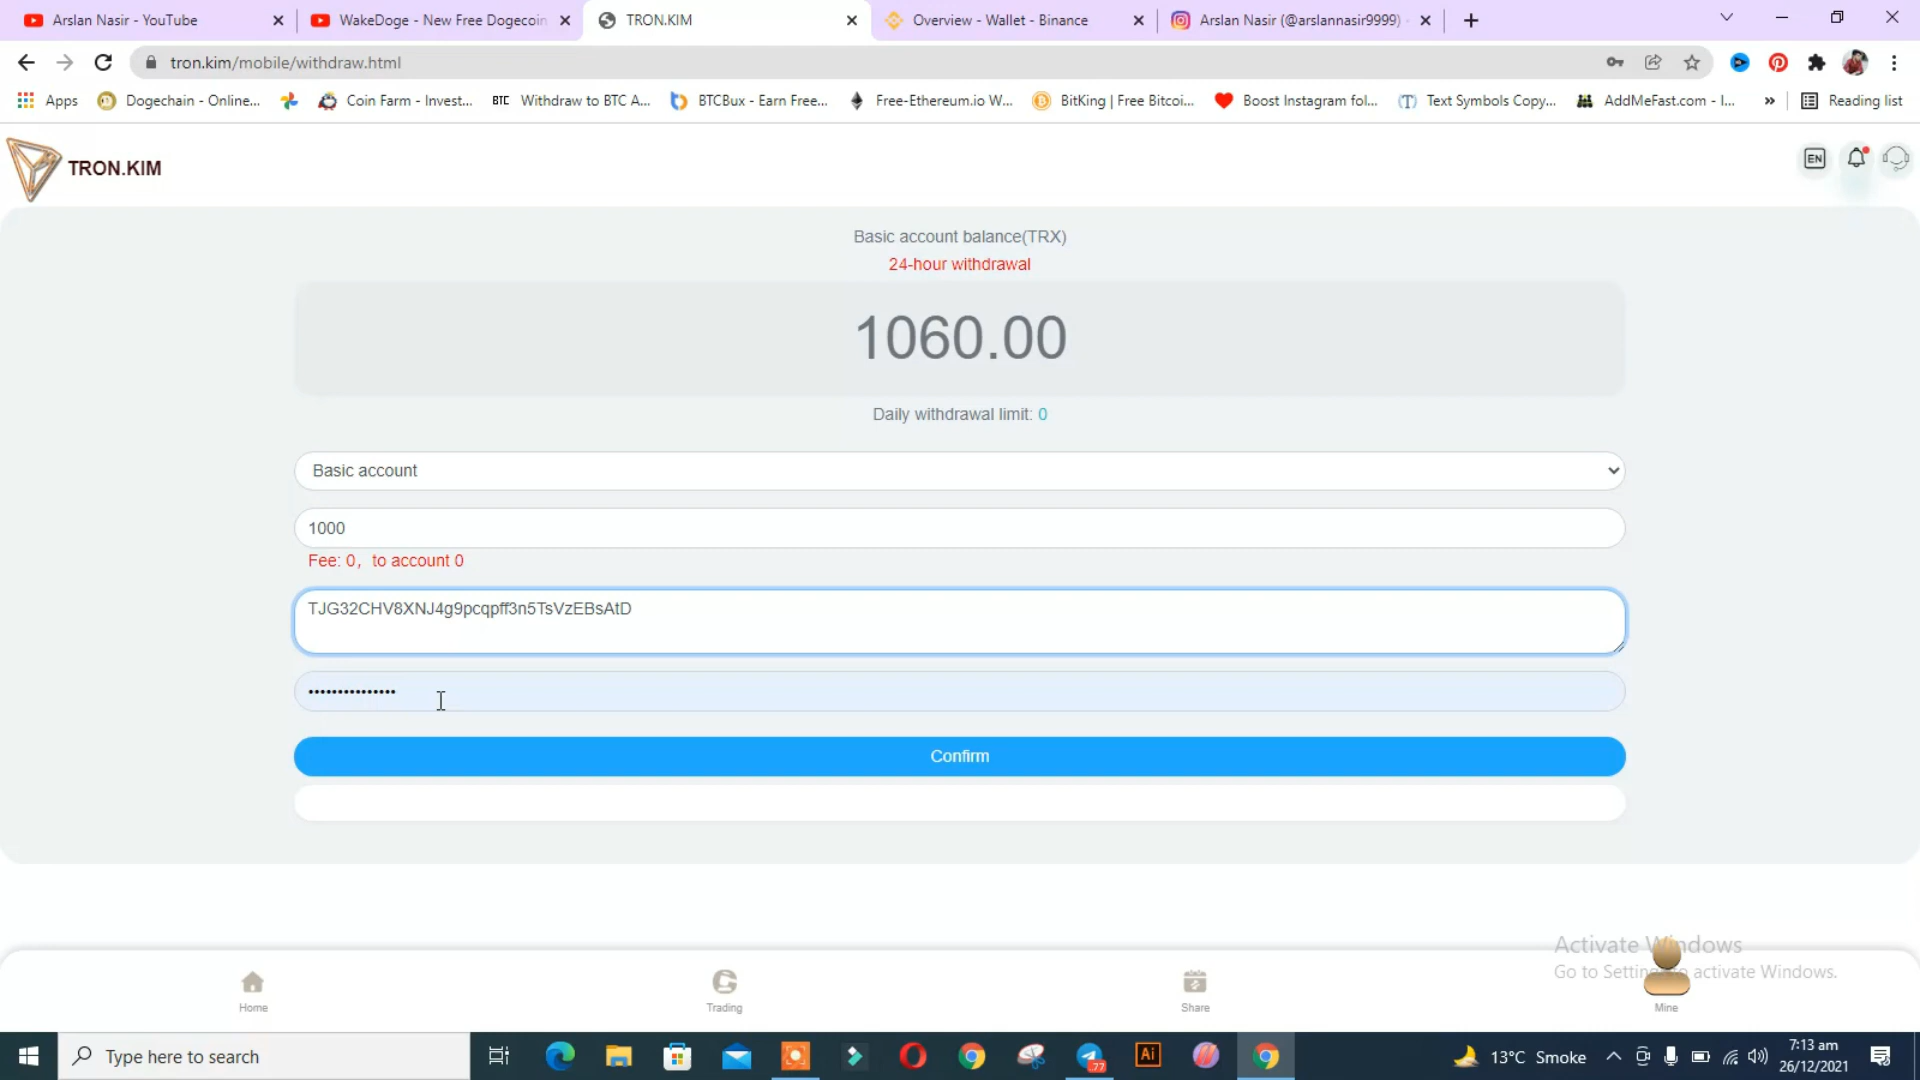 Arslan Nasir - YouTube
WakeDoge - New Free Dogecoin
TRON.KIM
Overview - Wallet - Binance
Arslan Nasir (@arslannasir9999)
tron.kim/mobile/withdraw.html
Apps
Dogechain - Online...
Coin Farm - Invest...
BTC Withdraw to BTC A...
BTCBux - Earn Free...
Free-Ethereum.io W...
BitKing | Free Bitcoi...
Boost Instagram fol...
(T) Text Symbols Copy...
AddMeFast.com - I...
»
Reading list
TRON.KIM
EN
Basic account balance(TRX)
24-hour withdrawal
1060.00
Daily withdrawal limit: 0
Basic account
1000
Fee: 0, to account 0
TJG32CHV8XNJ4g9pcqpff3n5TsVzEBsAtD
•••••••••••••••
Confirm
Activate Windows
Go to Settings to activate Windows.
Home
Trading
Share
Mine
Type here to search
77
Ai
13°C Smoke
7:13 am
26/12/2021